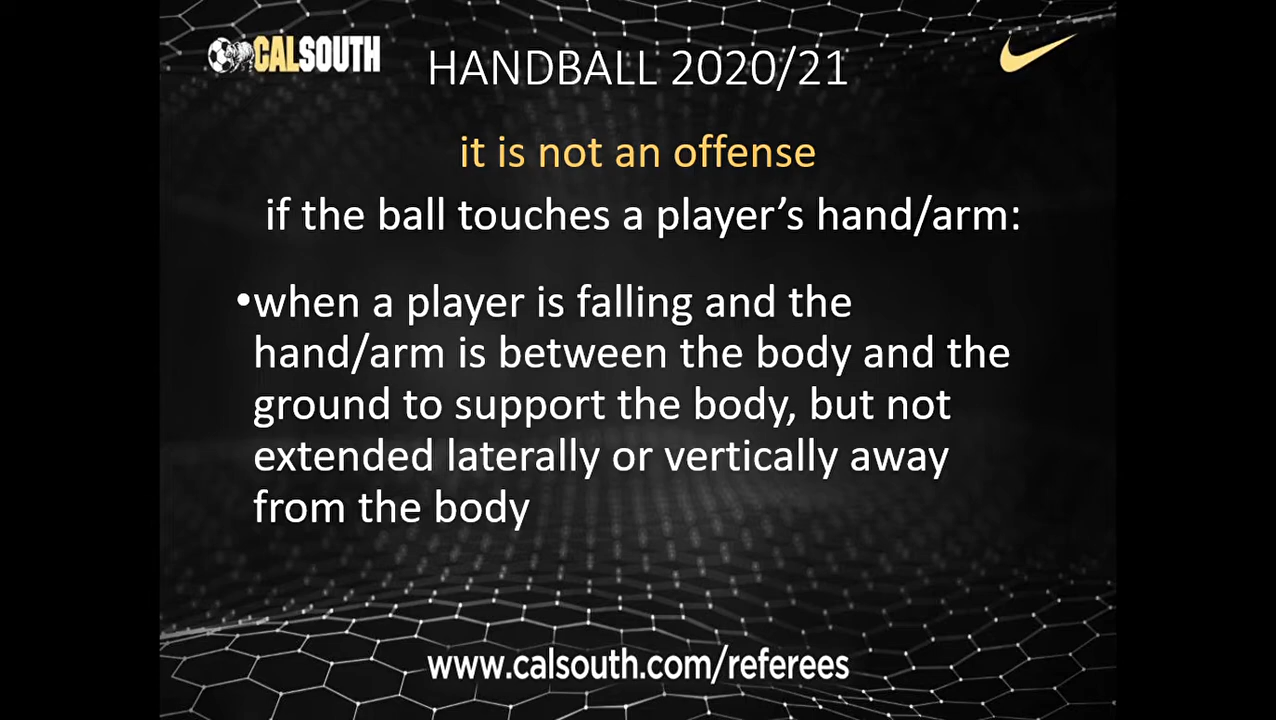 CALSOUTH
HANDBALL 2020/21
it is not an offense
if the ball touches a player’s hand/arm:
•when a player is falling and the
hand/arm is between the body and the
ground to support the body, but not
extended laterally or vertically away
from the body
www.calsouth.com/referees